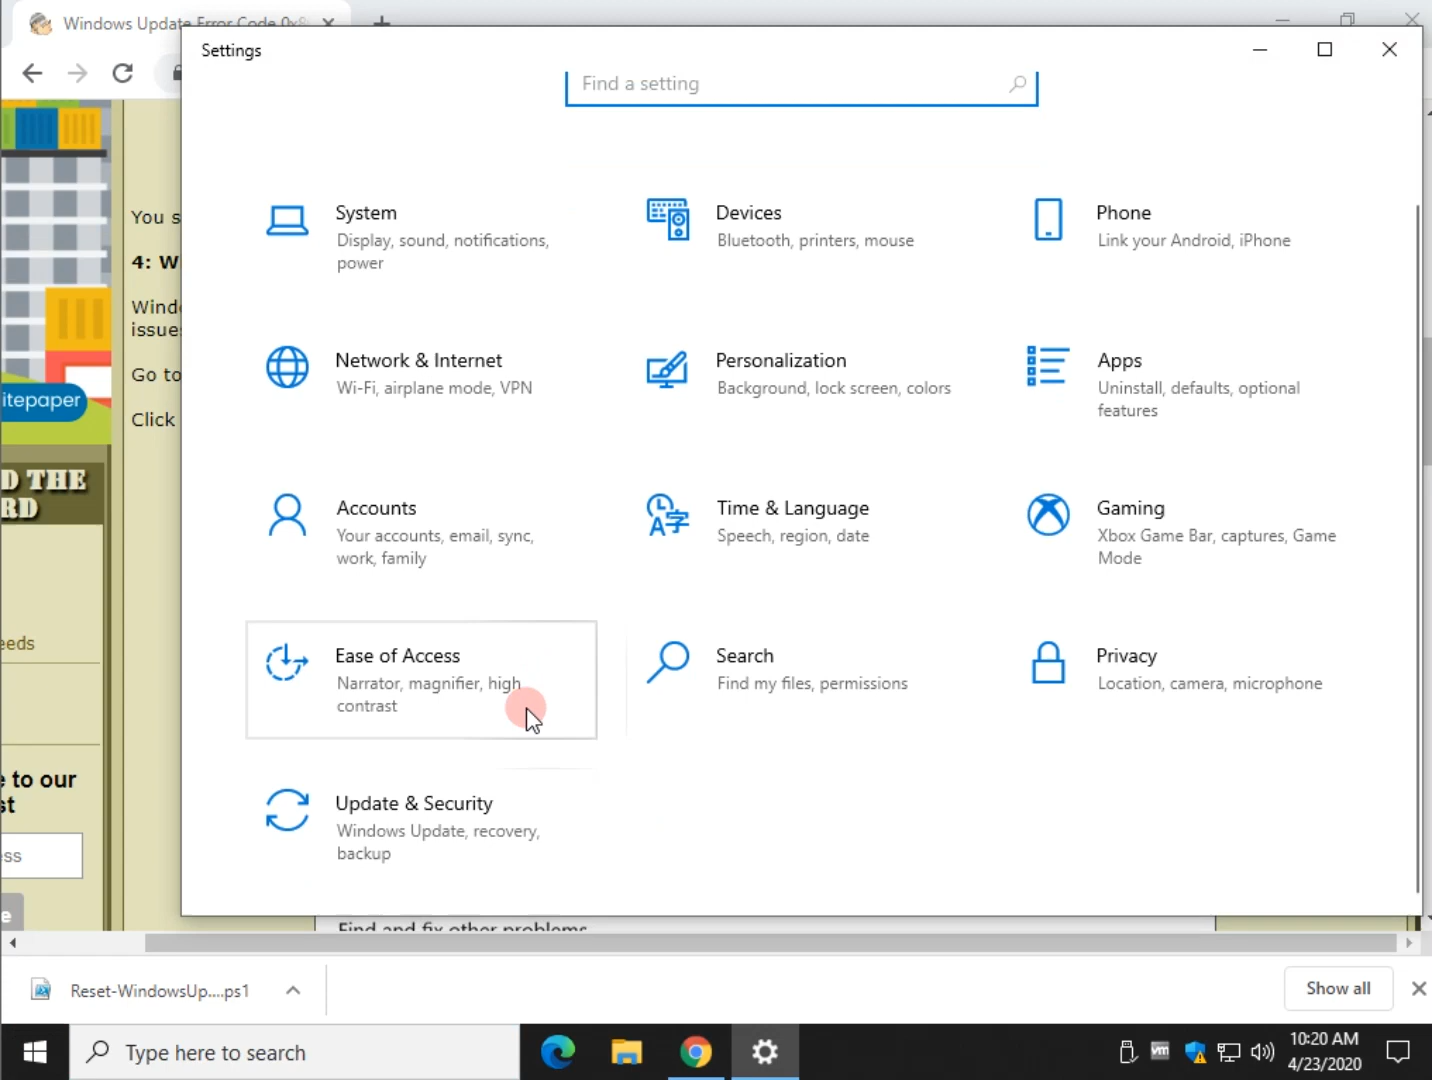 Windows Update Error Code 0x8
Settings
Find a setting
System
Display, sound, notifications,
power
Devices
Bluetooth, printers, mouse
Phone
Link your Android, iPhone
Network & Internet
Wi-Fi, airplane mode, VPN
Personalization
Background, lock screen, colors
Apps
Uninstall, defaults, optional
features
Accounts
Your accounts, email, sync,
work, family
Time & Language
Speech, region, date
Gaming
Xbox Game Bar, captures, Game
Mode
Ease of Access
Narrator, magnifier, high
contrast
Search
Find my files, permissions
Privacy
Location, camera, microphone
Update & Security
Windows Update, recovery,
backup
You s
4: W
Wind
issue
Go to
Click
itepaper
D THE
RD
eeds
e to our
st
ess
e
Find and fix other problems
Reset-WindowsUp....ps1
Show all
Type here to search
vm
10:20 AM
4/23/2020